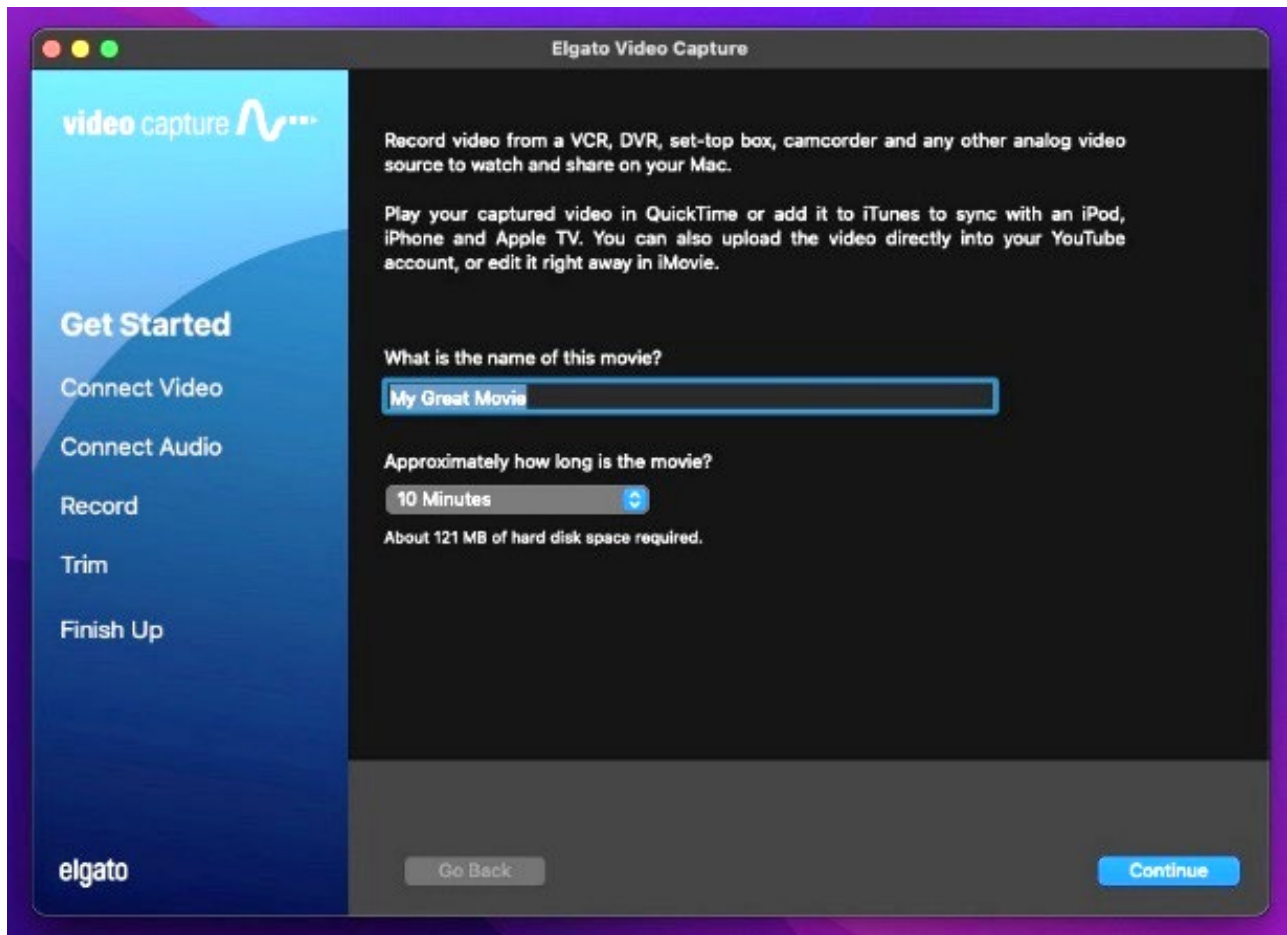 Elgato Video Capture
video capture
Record video from a VCR, DVR, set-top box, camcorder and any other analog video
source to watch and share on your Mac.
Play your captured video in QuickTime or add it to iTunes to sync with an iPod,
iPhone and Apple TV. You can also upload the video directly into your YouTube
account, or edit it right away in iMovie.
Get Started
Connect Video
Connect Audio
Record
Trim
Finish Up
What is the name of this movie?
My Great Movie
Approximately how long is the movie?
10 Minutes
About 121 MB of hard disk space required.
elgato
Go Back
Continue